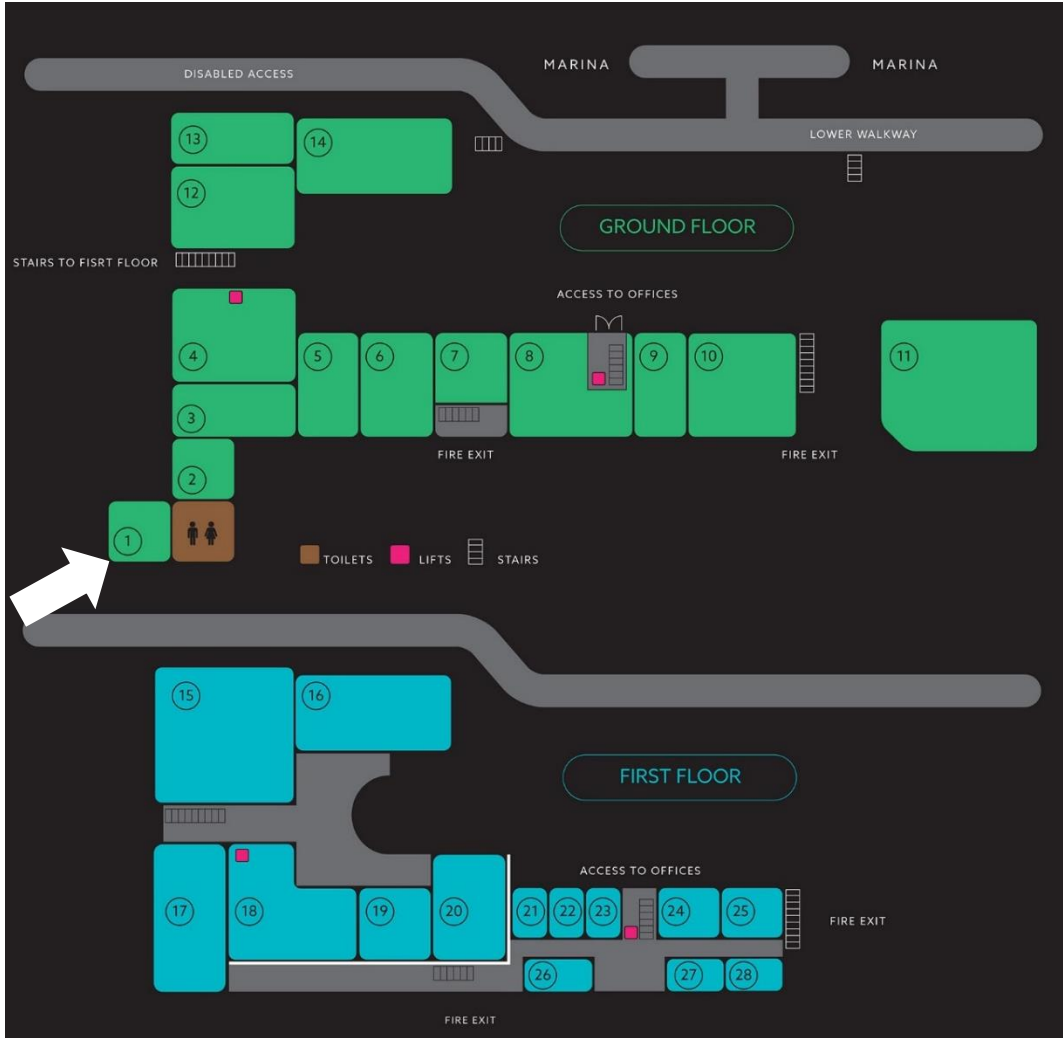 DISABLED ACCESS
MARINA
MARINA
LOWER WALKWAY
13
14
12
GROUND FLOOR
STAIRS TO FISRT FLOOR
ACCESS TO OFFICES
4
5
6
7
8
9
10
11
3
FIRE EXIT
FIRE EXIT
2
1
TOILETS
LIFTS
STAIRS
15
16
FIRST FLOOR
ACCESS TO OFFICES
17
18
19
20
21
22
23
24
25
FIRE EXIT
26
27
28
FIRE EXIT